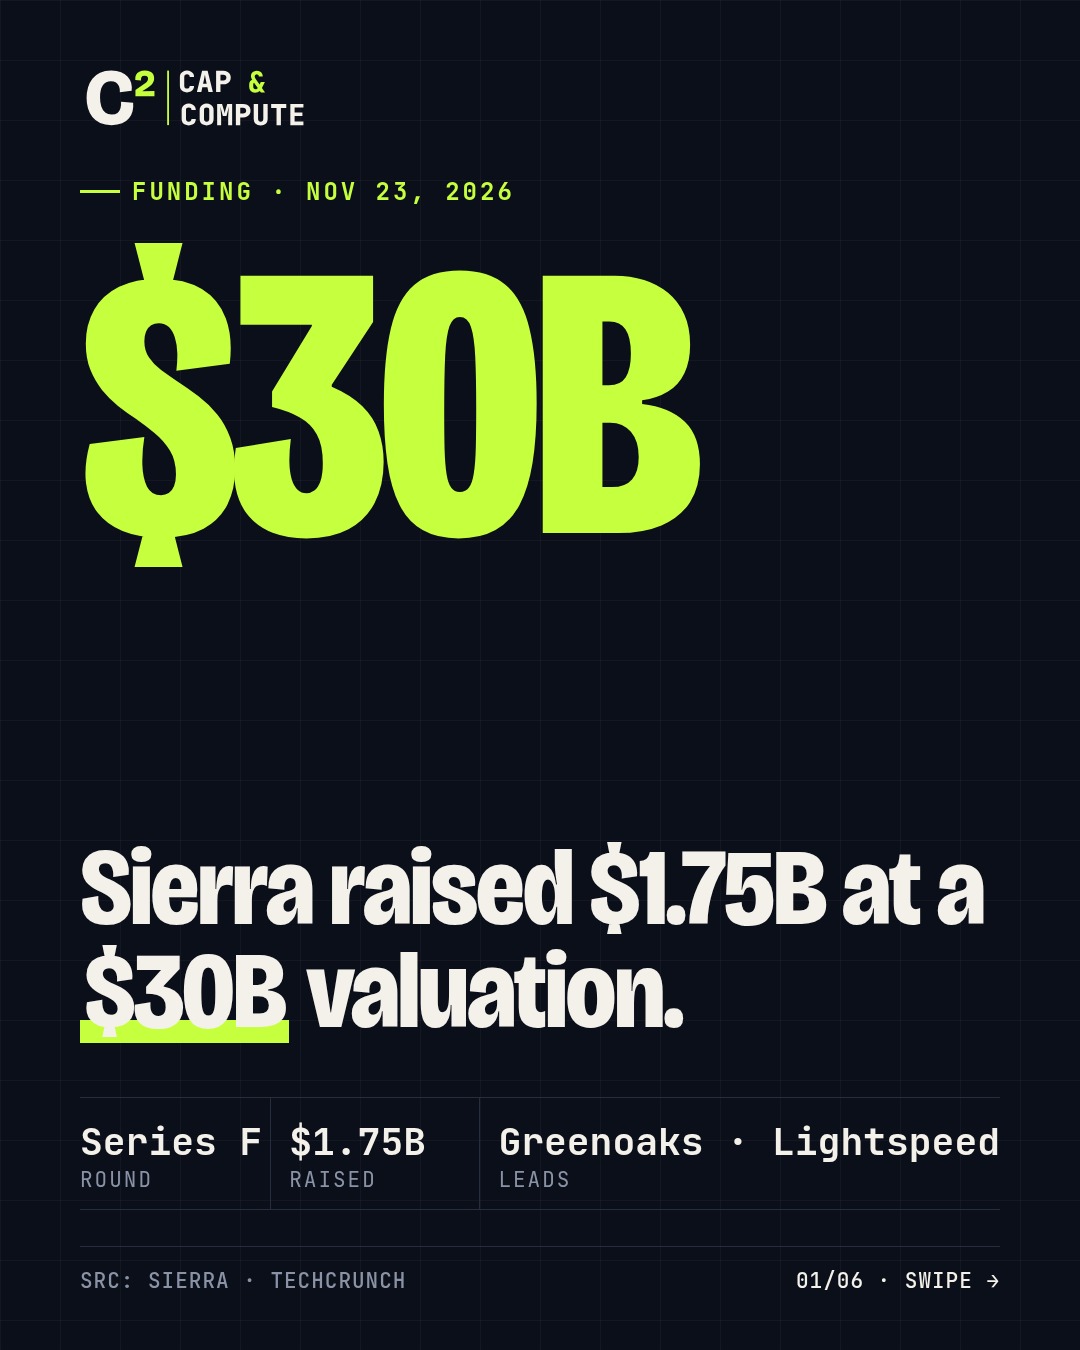 C² CAP &
COMPUTE
FUNDING · NOV 23, 2026
$30B
Sierra raised $1.75B at a
$30B valuation.
Series F $1.75B Greenoaks · Lightspeed
ROUND RAISED LEADS
SRC: SIERRA · TECHCRUNCH 01/06 · SWIPE →